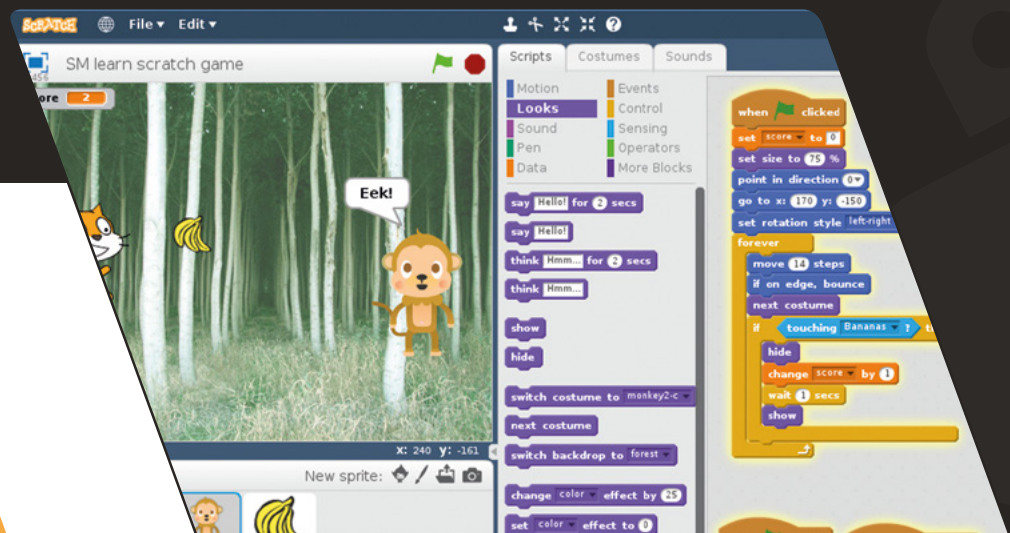 SCRATCH File Edit
SM learn scratch game
456
ore 2
Eek!
x: 240 y: -161
New sprite:
Scripts Costumes Sounds
Motion Events
Looks Control
Sound Sensing
Pen Operators
Data More Blocks
say Hello! for 2 secs
say Hello!
think Hmm... for 2 secs
think Hmm...
show
hide
switch costume to monkey2-c
next costume
switch backdrop to forest
change color effect by 25
set color effect to 0
when clicked
set score to 0
set size to 75 %
point in direction 0
go to x: 170 y: -150
set rotation style left-right
forever
move 14 steps
if on edge, bounce
next costume
if touching Bananas ? t
hide
change score by 1
wait 1 secs
show